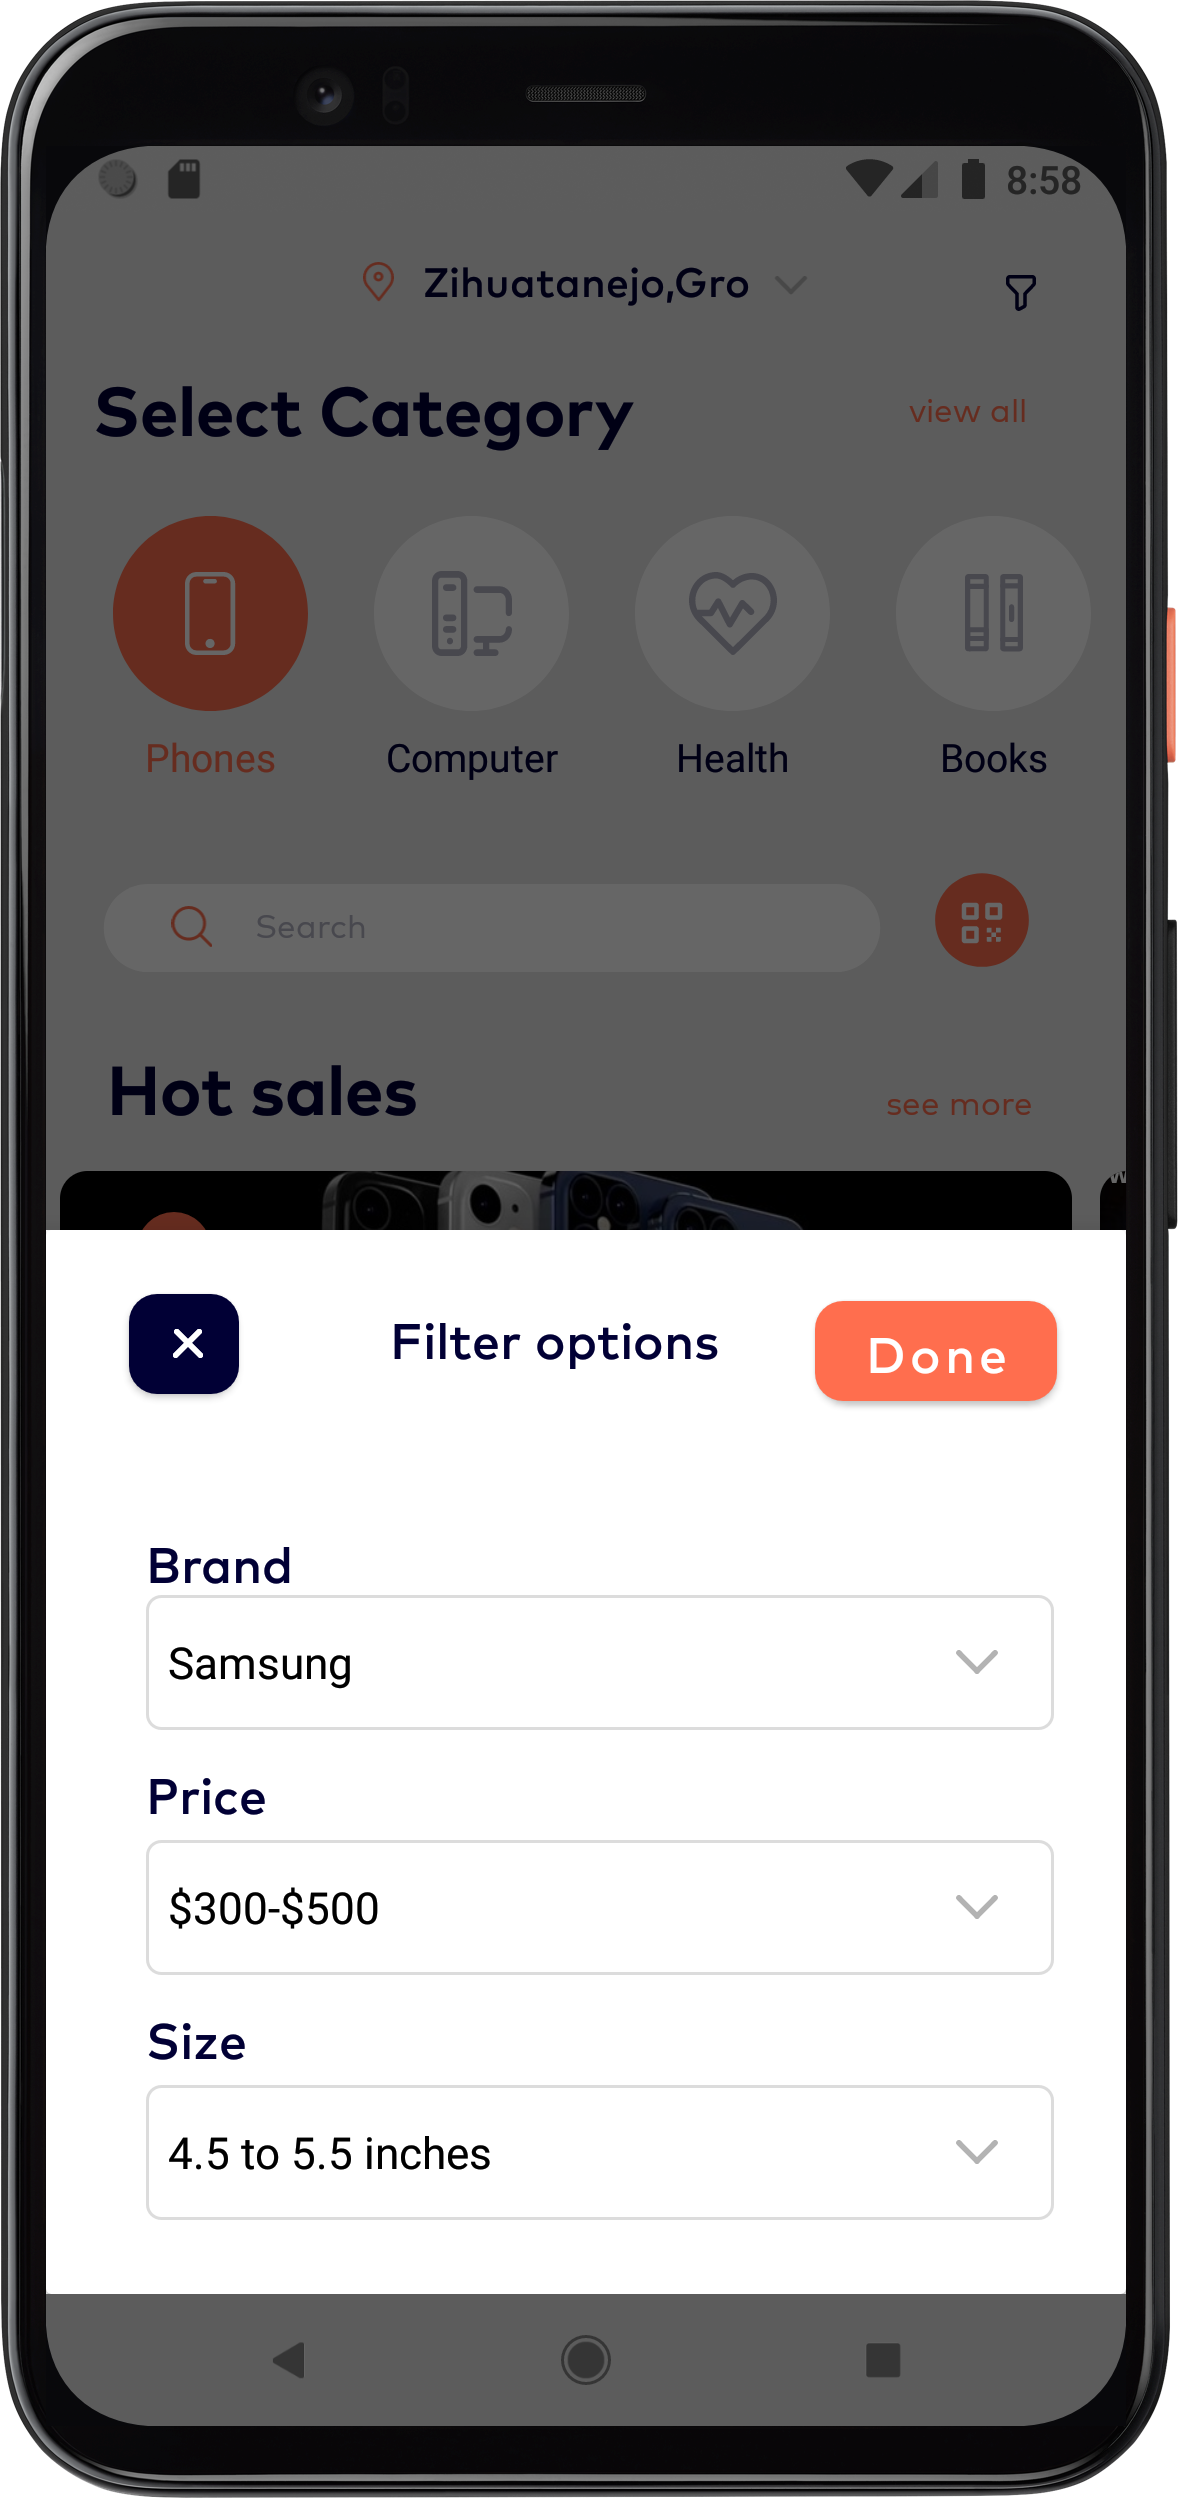 8:58
Zihuatanejo,Gro
Select Category
view all
Phones Computer Health Books
Search
Hot sales
see more
Filter options
Done
Brand
Samsung
Price
$300-$500
Size
4.5 to 5.5 inches